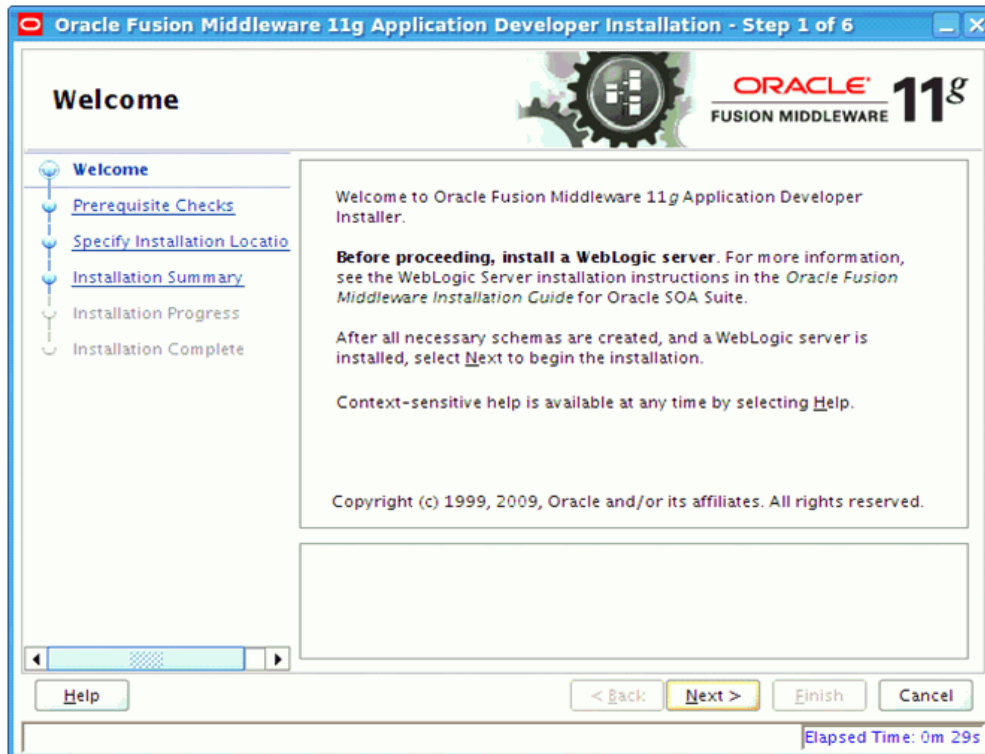 Oracle Fusion Middleware 11g Application Developer Installation - Step 1 of 6
Welcome
ORACLE
FUSION MIDDLEWARE
11g
Welcome
Prerequisite Checks
Specify Installation Locatio
Installation Summary
Installation Progress
Installation Complete
Welcome to Oracle Fusion Middleware 11g Application Developer
Installer.
Before proceeding, install a WebLogic server. For more information,
see the WebLogic Server installation instructions in the Oracle Fusion
Middleware Installation Guide for Oracle SOA Suite.
After all necessary schemas are created, and a WebLogic server is
installed, select Next to begin the installation.
Context-sensitive help is available at any time by selecting Help.
Copyright (c) 1999, 2009, Oracle and/or its affiliates. All rights reserved.
Help
< Back
Next >
Finish
Cancel
Elapsed Time: 0m 29s